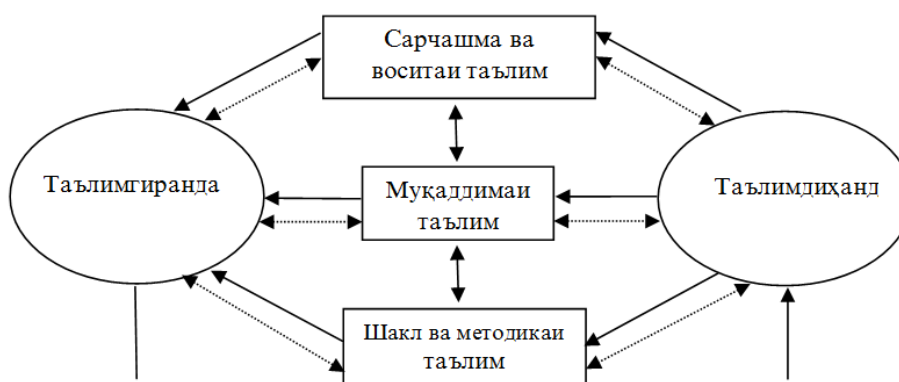 Сарчашма ва
воситаи таълим
Таълимгиранда
Муқаддимаи
таълим
Таълимдиҳанд
Шакл ва методикаи
таълим